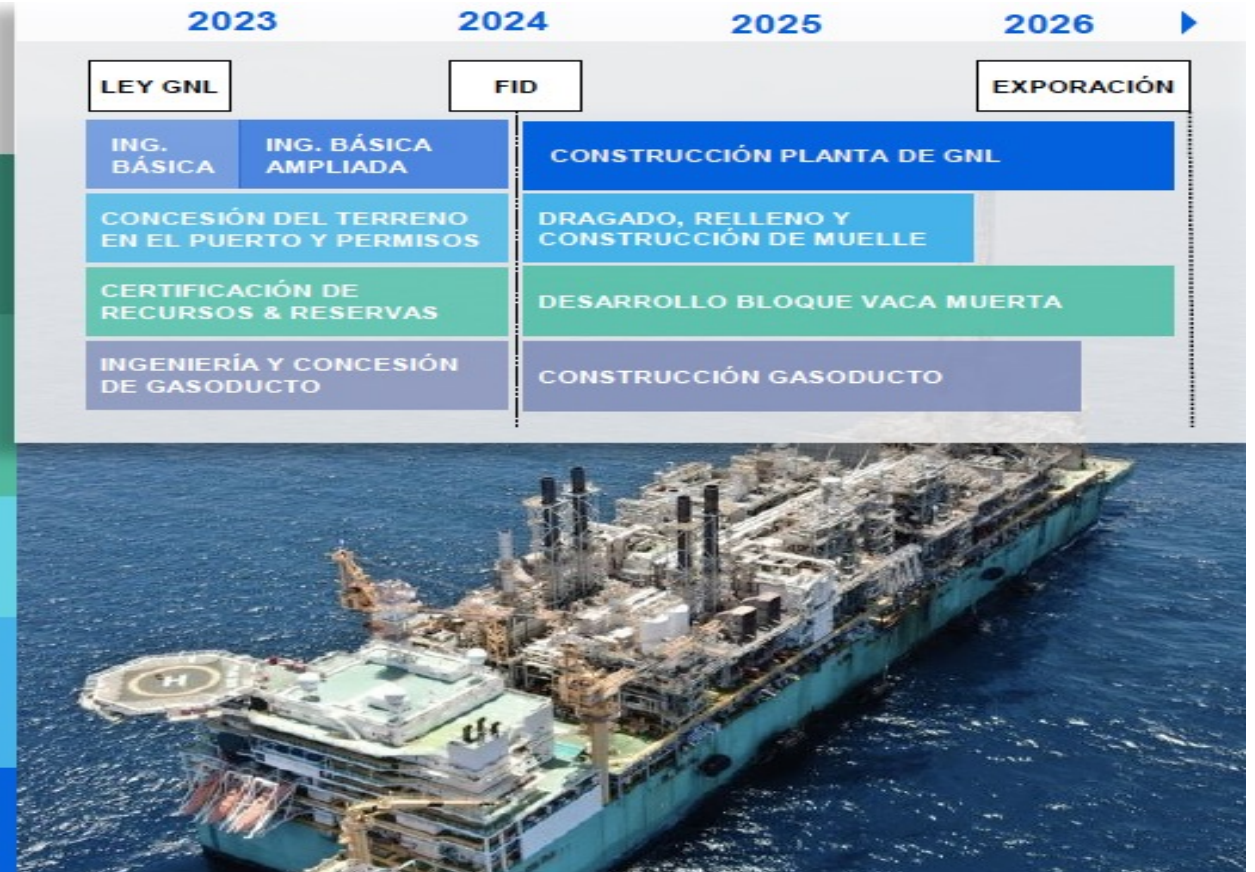 2023 2024 2025 2026
LEY GNL FID EXPORACIÓN
ING.
BÁSICA
ING. BÁSICA
AMPLIADA
CONSTRUCCIÓN PLANTA DE GNL
CONCESIÓN DEL TERRENO
EN EL PUERTO Y PERMISOS
DRAGADO, RELLENO Y
CONSTRUCCIÓN DE MUELLE
CERTIFICACIÓN DE
RECURSOS & RESERVAS
DESARROLLO BLOQUE VACA MUERTA
INGENIERÍA Y CONCESIÓN
DE GASODUCTO
CONSTRUCCIÓN GASODUCTO
H